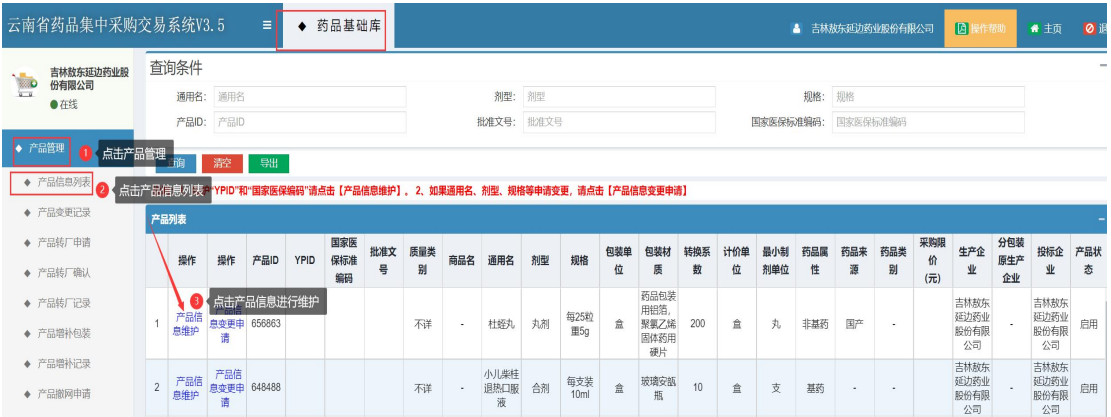 云南省药品集中采购交易系统V3.5
药品基础库
吉林敖东延边药业股份有限公司
操作帮助
主页
退
吉林敖东延边药业股份有限公司
在线
产品管理
1 点击产品管理
产品信息列表
2 点击产品信息列表
产品变更记录
产品转厂申请
产品转厂确认
产品转厂记录
产品增补包装
产品增补记录
产品撤网申请
查询条件
通用名: 通用名 剂型: 剂型 规格: 规格
产品ID: 产品ID 批准文号: 批准文号 国家医保标准编码: 国家医保标准编码
询 清空 导出
"YPID"和"国家医保编码"请点击【产品信息维护】。 2、如果通用名、剂型、规格等申请变更，请点击【产品信息变更申请】
产品列表
操作 操作 产品ID YPID 国家医保标准编码 批准文号 质量类别 商品名 通用名 剂型 规格 包装单位 包装材质 转换系数 计价单位 最小制剂单位 药品属性 药品来源 药品类别 采购限价(元) 生产企业 分包装原生产企业 投标企业 产品状态
3 点击产品信息进行维护
1 产品信息维护 息变更申请 656863 不详 - 杜蛭丸 丸剂 每25粒重5g 盒 药品包装用铝箔，聚氯乙烯固体药用硬片 200 盒 丸 非基药 国产 - 吉林敖东延边药业股份有限公司 - 吉林敖东延边药业股份有限公司 启用
2 产品信息维护 产品信息变更申请 648488 不详 - 小儿柴桂退热口服液 合剂 每支装10ml 盒 玻璃安瓿瓶 10 盒 支 基药 - - 吉林敖东延边药业股份有限公司 - 吉林敖东延边药业股份有限公司 启用